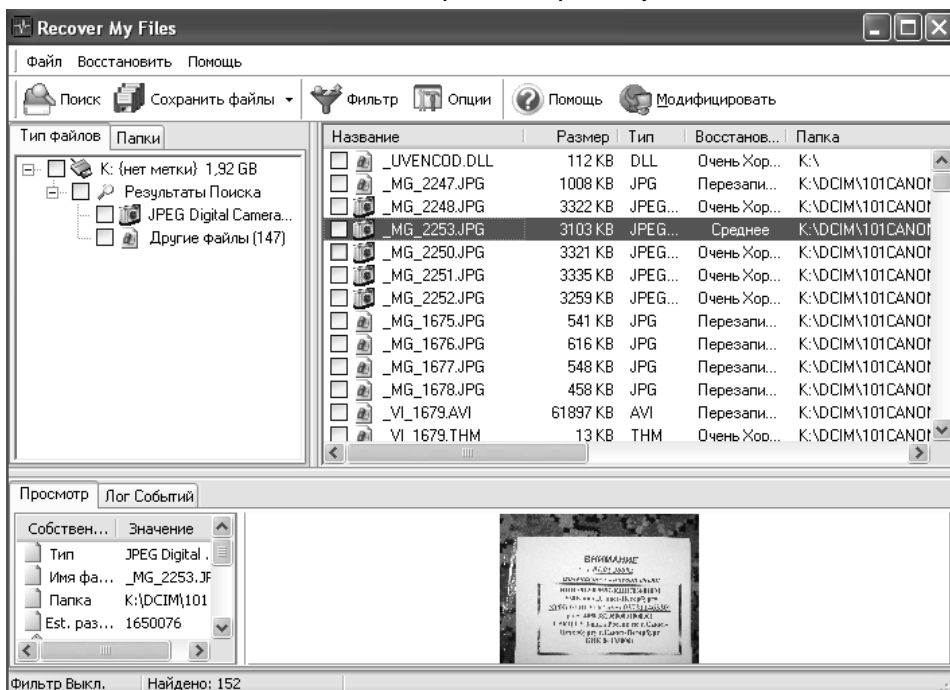 Recover My Files
Файл Восстановить Помощь
Поиск Сохранить файлы Фильтр Опции Помощь Модифицировать
Тип файлов Папки
K: {нет метки} 1,92 GB
Результаты Поиска
JPEG Digital Camera...
Другие файлы (147)
Название Размер Тип Восстанов... Папка
_UVENCOD.DLL 112 KB DLL Очень Хор... K:\
_MG_2247.JPG 1008 KB JPG Перезапи... K:\DCIM\101CANON
_MG_2248.JPG 3322 KB JPEG... Очень Хор... K:\DCIM\101CANON
_MG_2253.JPG 3103 KB JPEG... Среднее K:\DCIM\101CANON
_MG_2250.JPG 3321 KB JPEG... Очень Хор... K:\DCIM\101CANON
_MG_2251.JPG 3335 KB JPEG... Очень Хор... K:\DCIM\101CANON
_MG_2252.JPG 3259 KB JPEG... Очень Хор... K:\DCIM\101CANON
_MG_1675.JPG 541 KB JPG Перезапи... K:\DCIM\101CANON
_MG_1676.JPG 616 KB JPG Перезапи... K:\DCIM\101CANON
_MG_1677.JPG 548 KB JPG Перезапи... K:\DCIM\101CANON
_MG_1678.JPG 458 KB JPG Перезапи... K:\DCIM\101CANON
_VI_1679.AVI 61897 KB AVI Перезапи... K:\DCIM\101CANON
_VI_1679.THM 13 KB THM Очень Хор... K:\DCIM\101CANON
Просмотр Лог Событий
Собствен... Значение
Тип JPEG Digital .
Имя фа... _MG_2253.JF
Папка K:\DCIM\101
Est. раз... 1650076
ВНИМАНИЕ
Фильтр Выкл. Найдено: 152